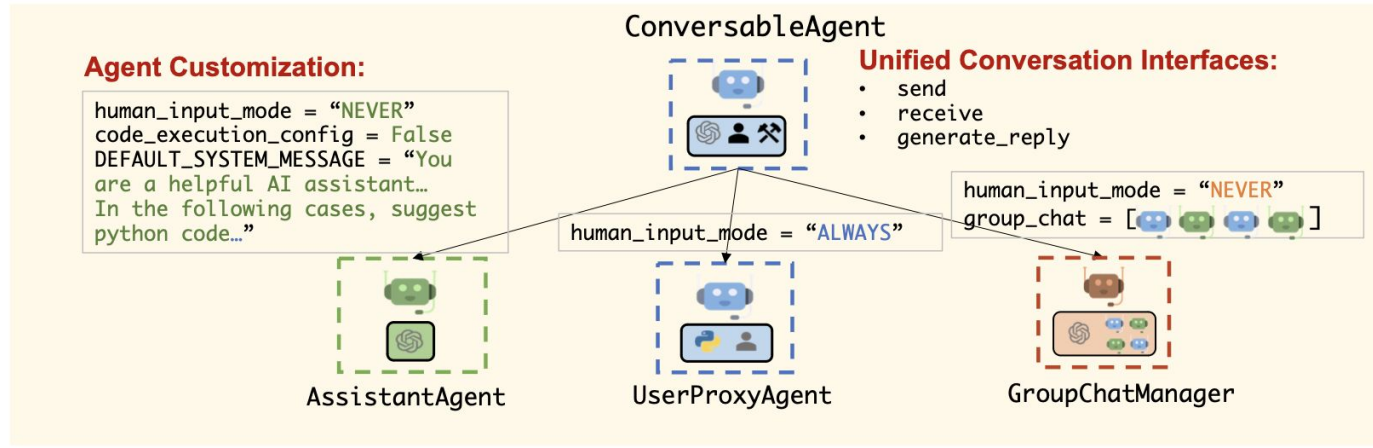 ConversableAgent
Agent Customization:
human_input_mode = “NEVER”
code_execution_config = False
DEFAULT_SYSTEM_MESSAGE = “You
are a helpful AI assistant…
In the following cases, suggest
python code…”
Unified Conversation Interfaces:
• send
• receive
• generate_reply
human_input_mode = “ALWAYS”
human_input_mode = “NEVER”
group_chat = [ ]
AssistantAgent
UserProxyAgent
GroupChatManager